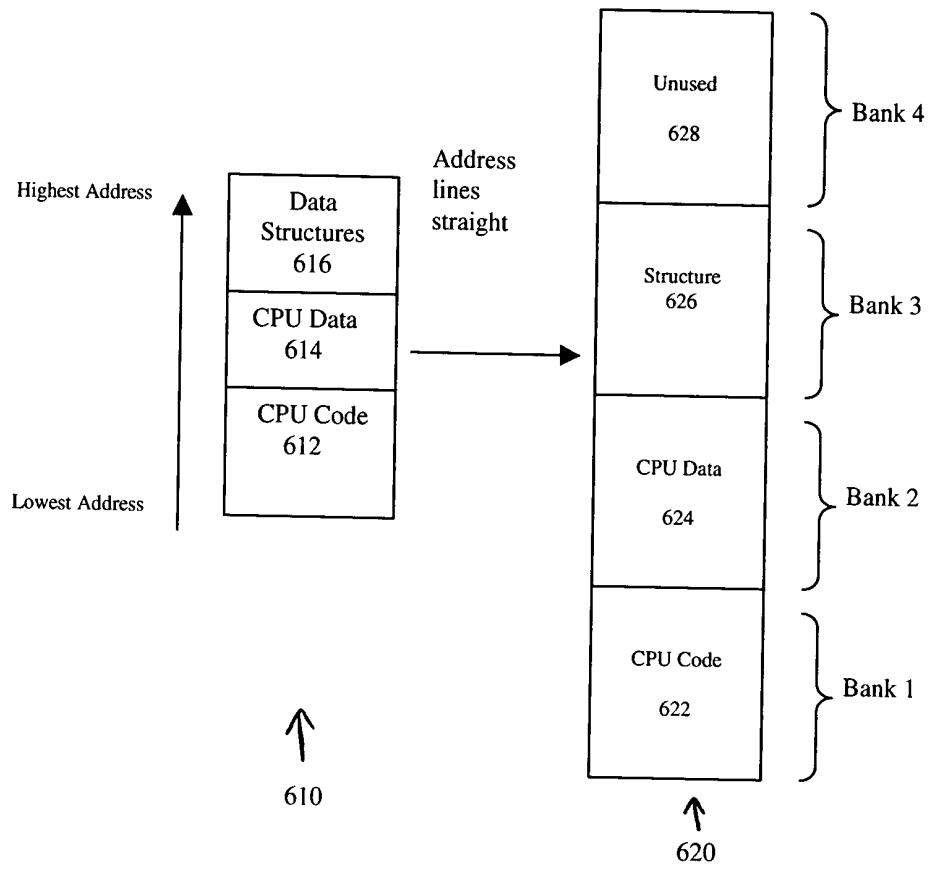 Highest Address
Lowest Address
Data
Structures
616
CPU Data
614
CPU Code
612
610
Address
lines
straight
Unused
628
Structure
626
CPU Data
624
CPU Code
622
620
Bank 4
Bank 3
Bank 2
Bank 1